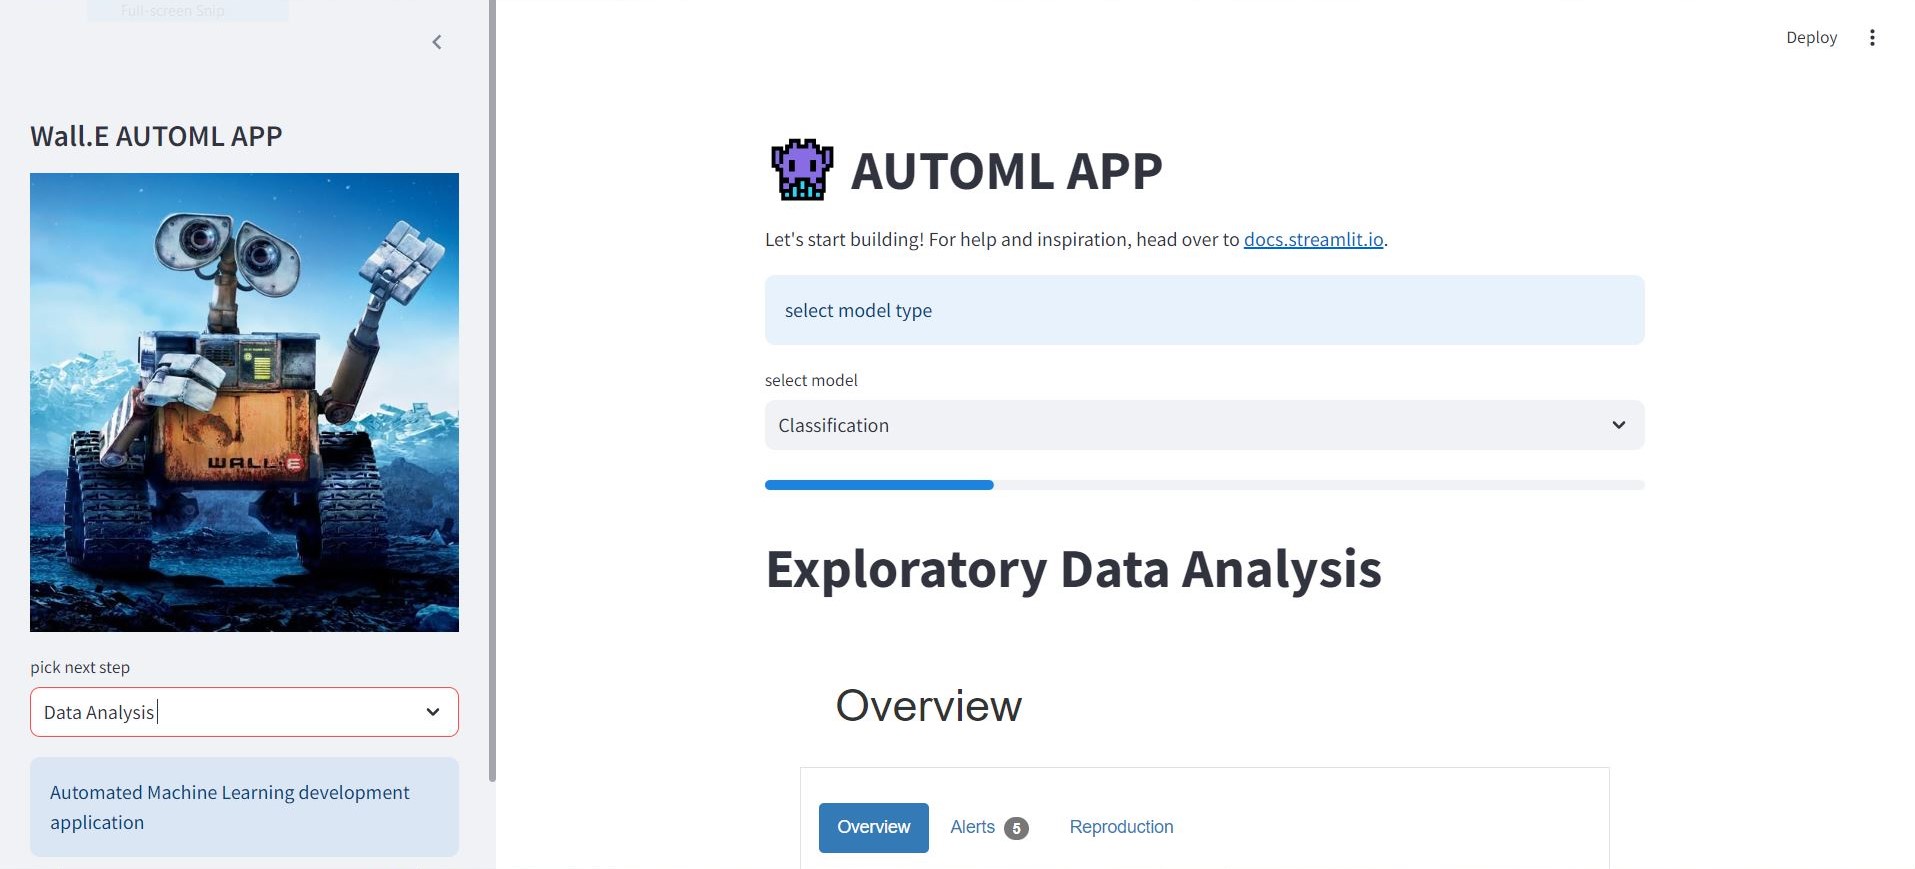 Full-screen Snip
Wall.E AUTOML APP
WALL·E
pick next step
Data Analysis
Automated Machine Learning development
application
Deploy
AUTOML APP
Let's start building! For help and inspiration, head over to docs.streamlit.io.
select model type
select model
Classification
Exploratory Data Analysis
Overview
Overview Alerts 5 Reproduction